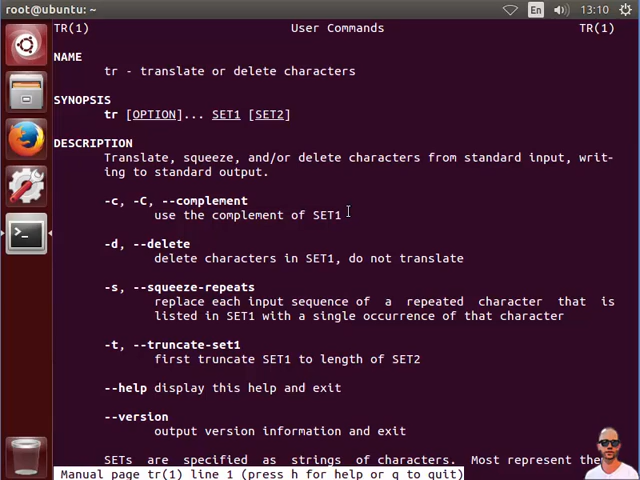 root@ubuntu: ~
En
13:10
TR(1) User Commands TR(1)
NAME
tr - translate or delete characters
SYNOPSIS
tr [OPTION]... SET1 [SET2]
DESCRIPTION
Translate, squeeze, and/or delete characters from standard input, writ-
ing to standard output.
-c, -C, --complement
use the complement of SET1
-d, --delete
delete characters in SET1, do not translate
-s, --squeeze-repeats
replace each input sequence of a repeated character that is
listed in SET1 with a single occurrence of that character
-t, --truncate-set1
first truncate SET1 to length of SET2
--help display this help and exit
--version
output version information and exit
SETs are specified as strings of characters. Most represent
Manual page tr(1) line 1 (press h for help or q to quit)